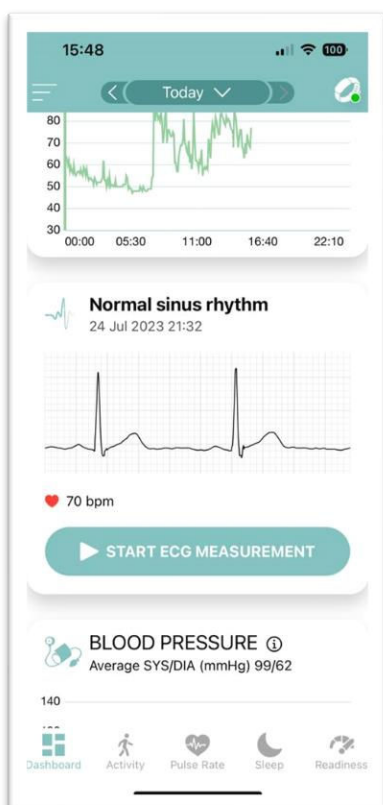 15:48
100
Today
80
70
60
50
40
30
00:00 05:30 11:00 16:40 22:10
Normal sinus rhythm
24 Jul 2023 21:32
70 bpm
START ECG MEASUREMENT
BLOOD PRESSURE
Average SYS/DIA (mmHg) 99/62
140
Dashboard Activity Pulse Rate Sleep Readiness